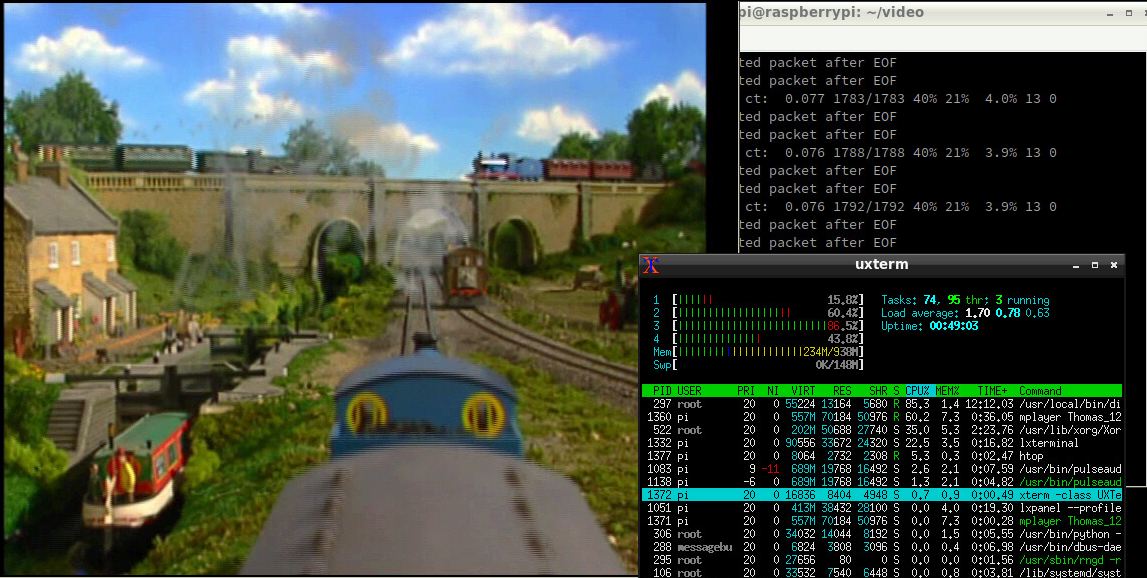 pi@raspberrypi: ~/video
ted packet after EOF
ted packet after EOF
ct: 0.077 1783/1783 40% 21% 4.0% 13 0
ted packet after EOF
ted packet after EOF
ct: 0.076 1788/1788 40% 21% 3.9% 13 0
ted packet after EOF
ted packet after EOF
ct: 0.076 1792/1792 40% 21% 3.9% 13 0
ted packet after EOF
ted packet after EOF
uxterm
1 [||||||| 15.8%] Tasks: 74, 95 thr; 3 running
2 [|||||||||||||||||||| 60.4%] Load average: 1.70 0.78 0.63
3 [||||||||||||||||||||||||||86.5%] Uptime: 00:49:03
4 [||||||||||||||| 43.8%]
Mem[||||||||||||||||||||||234M/938M]
Swp[ 0K/148M]
PID USER PRI NI VIRT RES SHR S CPU% MEM% TIME+ Command
297 root 20 0 55224 13164 5680 R 85.3 1.4 12:12.03 /usr/local/bin/di
1360 pi 20 0 557M 70184 50976 R 60.2 7.3 0:36.05 mplayer Thomas_12
522 root 20 0 202M 50688 27740 S 35.0 5.3 2:23.76 /usr/lib/xorg/Xor
1332 pi 20 0 90556 33672 24320 S 22.5 3.5 0:16.82 lxterminal
1377 pi 20 0 8064 2732 2308 R 5.3 0.3 0:02.47 htop
1083 pi 9 -11 689M 19768 16492 S 2.6 2.1 0:07.59 /usr/bin/pulseaud
1138 pi -6 0 689M 19768 16492 S 1.3 2.1 0:04.82 /usr/bin/pulseaud
1372 pi 20 0 16836 8404 4948 S 0.7 0.9 0:00.49 xterm -class UXTe
1051 pi 20 0 413M 38432 28100 S 0.0 4.0 0:19.30 lxpanel --profile
1371 pi 20 0 557M 70184 50976 S 0.0 7.3 0:00.28 mplayer Thomas_12
306 root 20 0 34032 14044 8192 S 0.0 1.5 0:05.55 /usr/bin/python -
288 messagebu 20 0 6824 3808 3096 S 0.0 0.4 0:06.98 /usr/bin/dbus-dae
295 root 20 0 27656 80 0 S 0.0 0.0 0:01.56 /usr/sbin/rngd -r
106 root 20 0 33532 7540 6448 S 0.0 0.8 0:03.81 /lib/systemd/syst